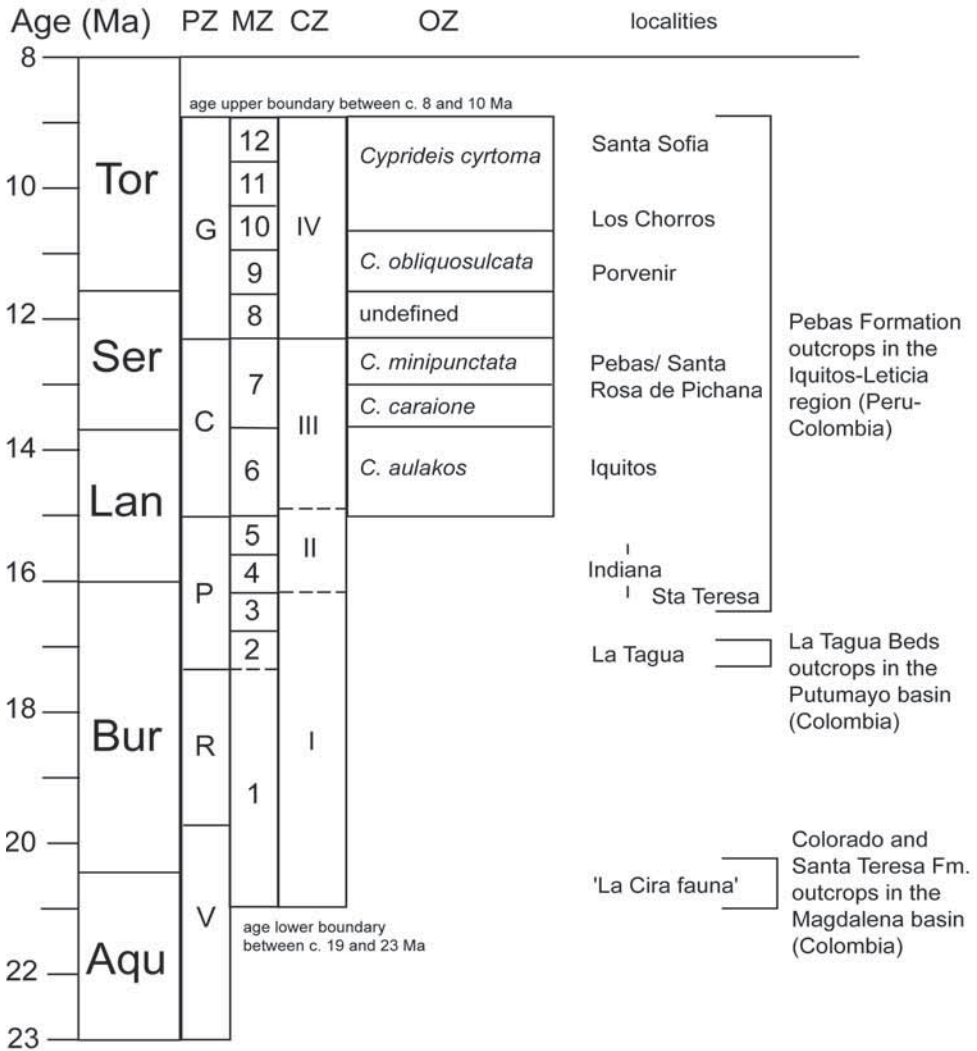 Age (Ma) PZ MZ CZ OZ localities
8
age upper boundary between c. 8 and 10 Ma
12
Cyprideis cyrtoma
Santa Sofia
Tor
10
11
G
10
IV
Los Chorros
9
C. obliquosulcata
Porvenir
12
8
undefined
Ser
Pebas Formation
outcrops in the
Iquitos-Leticia
region (Peru-
Colombia)
7
C. minipunctata
Pebas/ Santa
Rosa de Pichana
C
III
C. caraione
14
6
C. aulakos
Iquitos
Lan
5
II
16
4
Indiana
P
3
Sta Teresa
2
La Tagua
La Tagua Beds
outcrops in the
Putumayo basin
(Colombia)
18
Bur
R
I
1
20
'La Cira fauna'
Colorado and
Santa Teresa Fm.
outcrops in the
Magdalena basin
(Colombia)
V
age lower boundary
between c. 19 and 23 Ma
Aqu
22
23